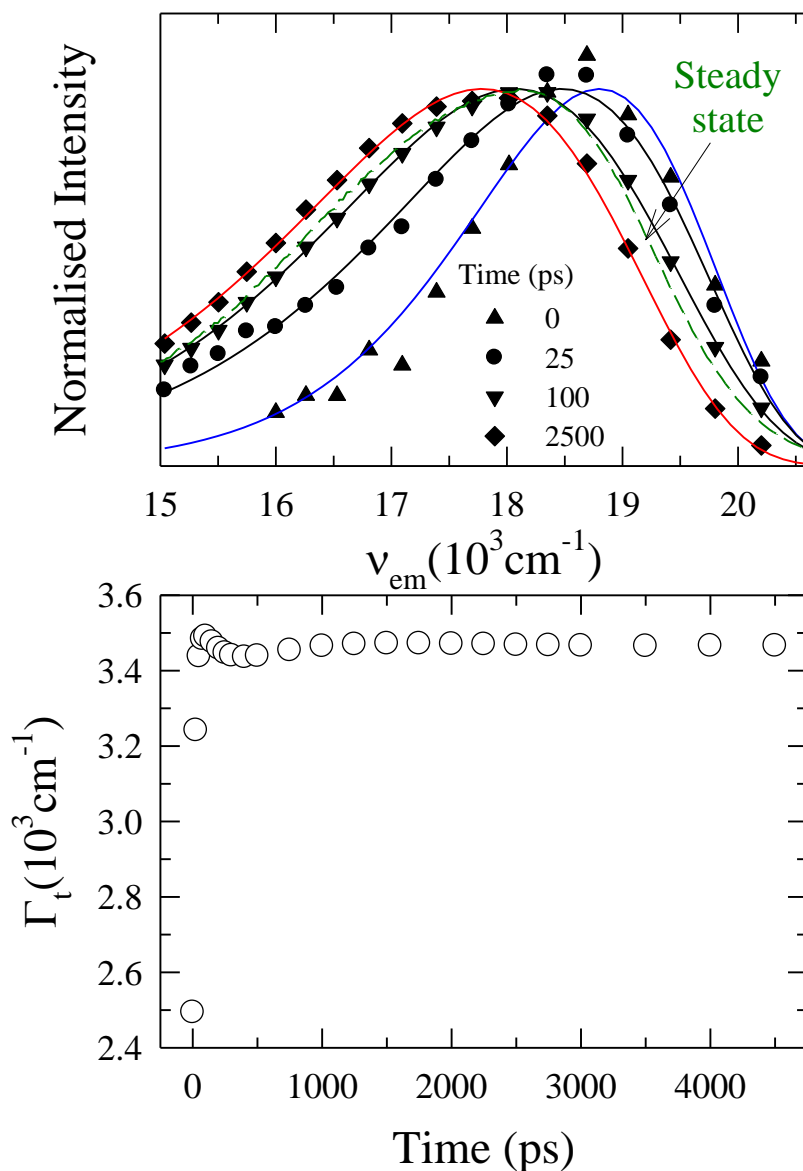 Normalised Intensity
Steady
state
Time (ps)
0
25
100
2500
15 16 17 18 19 20
ν_em(10^3cm^-1)
3.6
3.4
3.2
3.0
2.8
2.6
2.4
Γ_t(10^3cm^-1)
0 1000 2000 3000 4000
Time (ps)